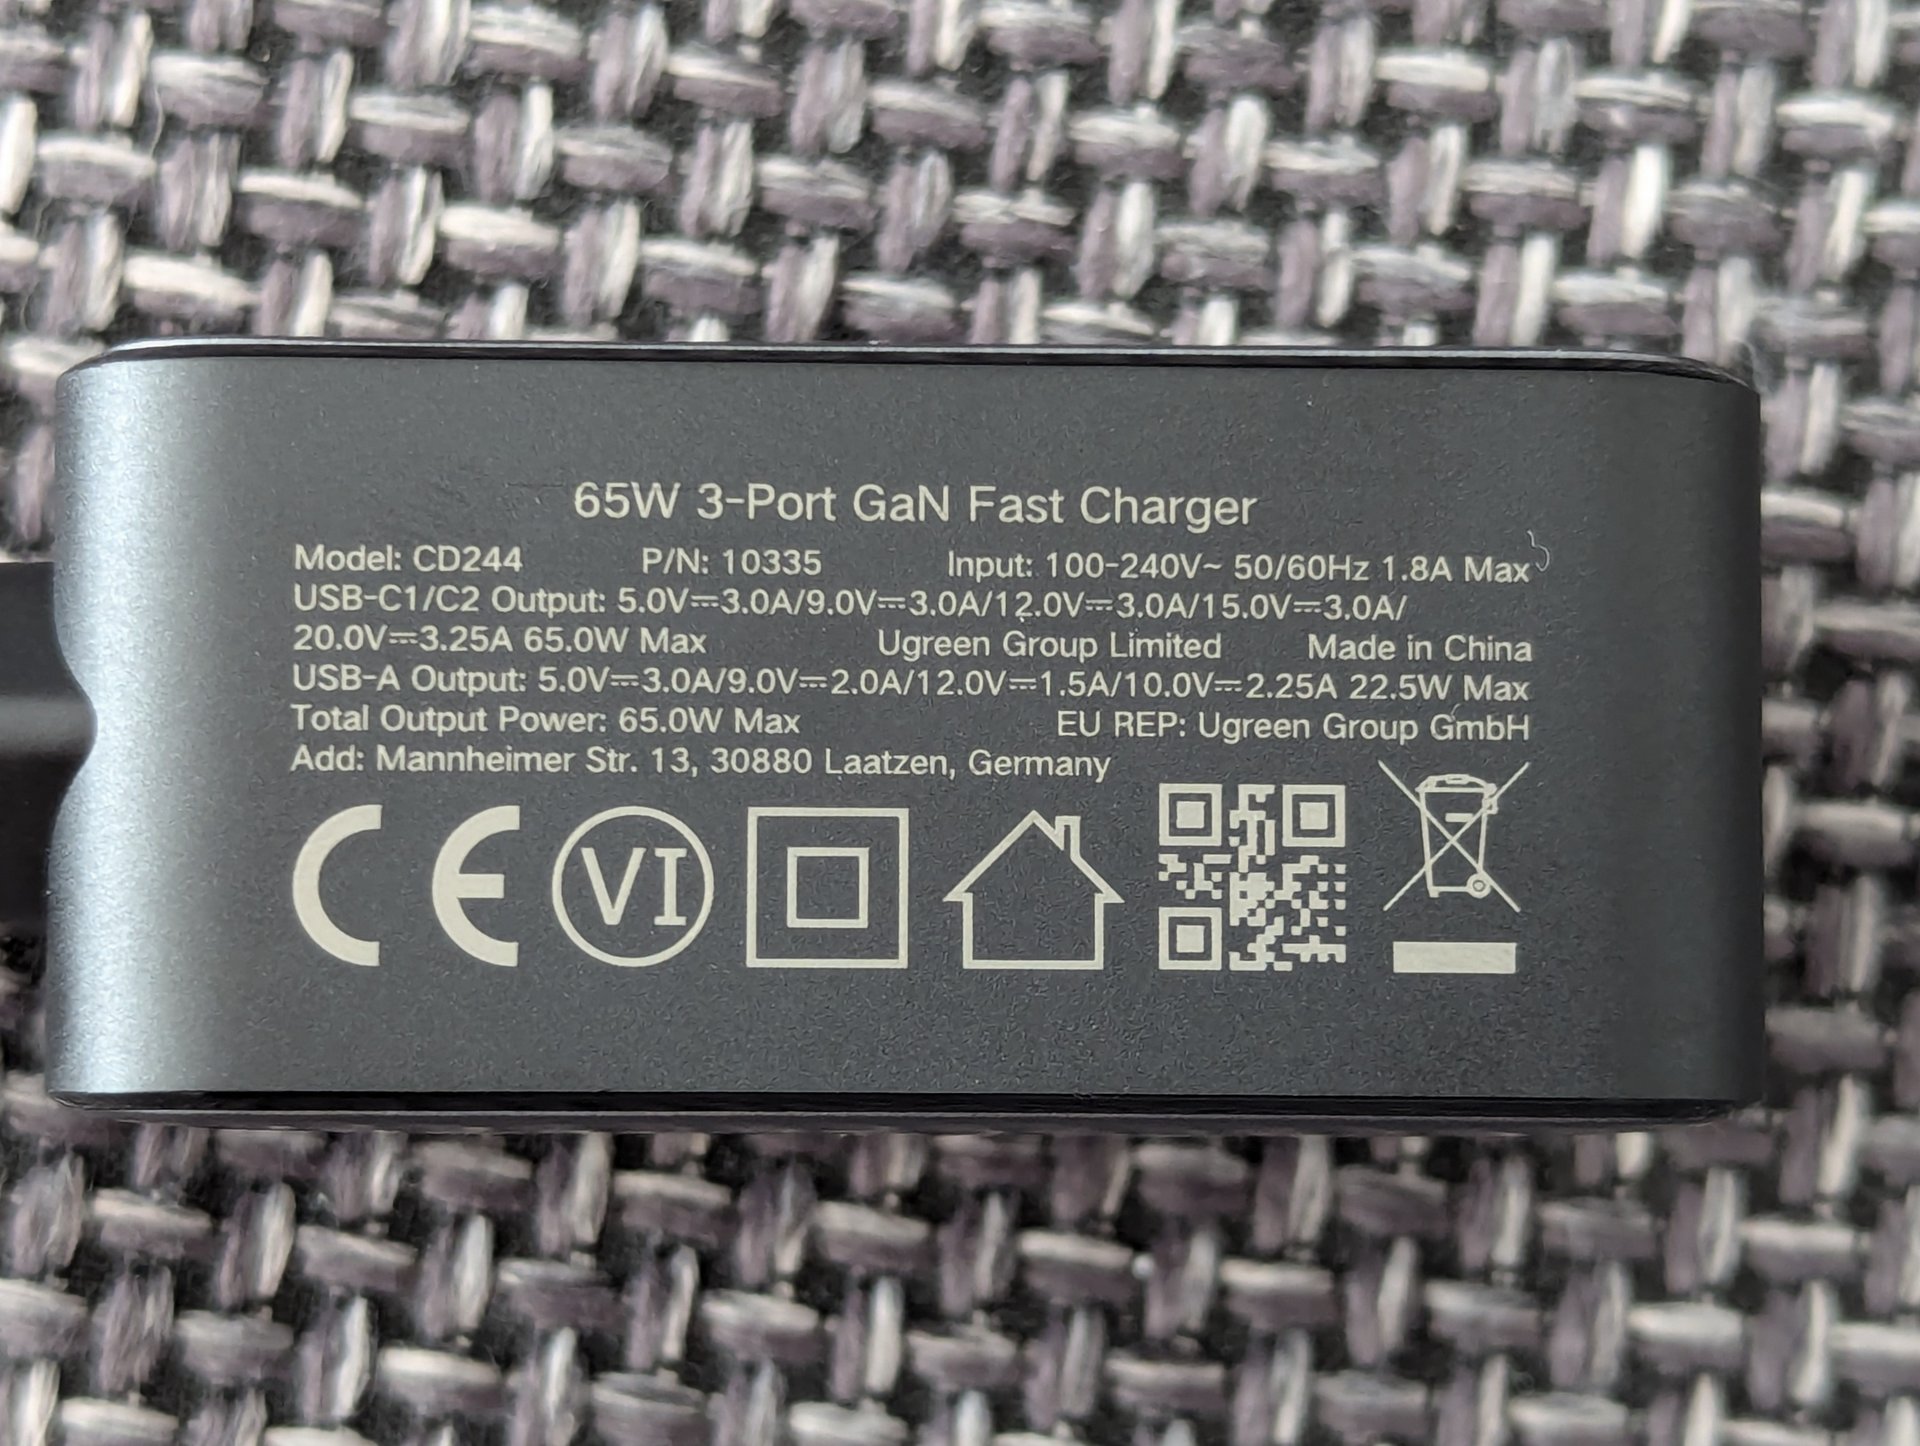 65W 3-Port GaN Fast Charger
Model: CD244 P/N: 10335 Input: 100-240V~ 50/60Hz 1.8A Max
USB-C1/C2 Output: 5.0V⎓3.0A/9.0V⎓3.0A/12.0V⎓3.0A/15.0V⎓3.0A/
20.0V⎓3.25A 65.0W Max Ugreen Group Limited Made in China
USB-A Output: 5.0V⎓3.0A/9.0V⎓2.0A/12.0V⎓1.5A/10.0V⎓2.25A 22.5W Max
Total Output Power: 65.0W Max EU REP: Ugreen Group GmbH
Add: Mannheimer Str. 13, 30880 Laatzen, Germany
CE VI